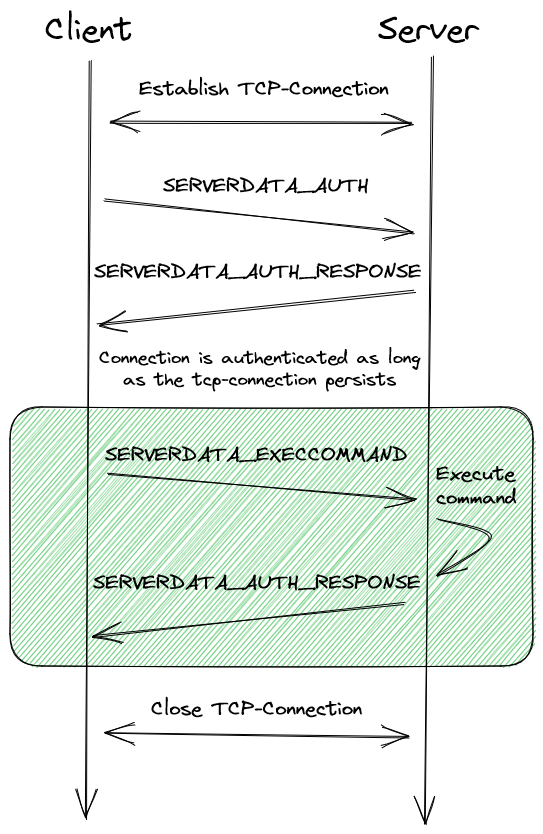 Client
Server
Establish TCP-Connection
SERVERDATA_AUTH
SERVERDATA_AUTH_RESPONSE
Connection is authenticated as long
as the tcp-connection persists
SERVERDATA_EXECCOMMAND
Execute
command
SERVERDATA_AUTH_RESPONSE
Close TCP-Connection